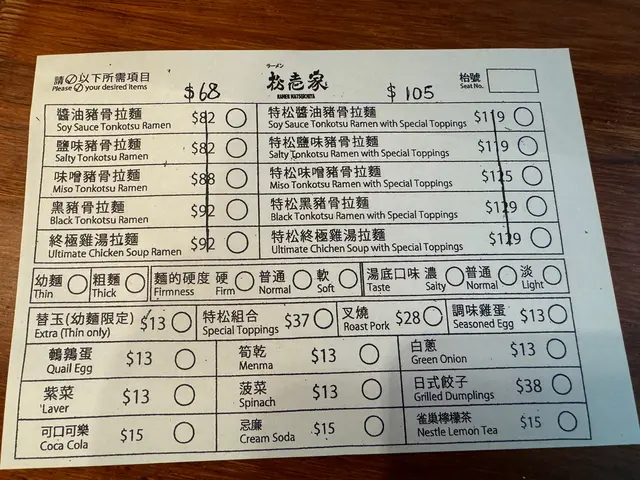 請✓以下所需項目
Please ✓ your desired items
ラーメン
松壱家
RAMEN MATSUICHIYA
枱號
Seat No.
$68
$105
醬油豬骨拉麵 $82
Soy Sauce Tonkotsu Ramen
特松醬油豬骨拉麵 $119
Soy Sauce Tonkotsu Ramen with Special Toppings
鹽味豬骨拉麵 $82
Salty Tonkotsu Ramen
特松鹽味豬骨拉麵 $119
Salty Tonkotsu Ramen with Special Toppings
味噌豬骨拉麵 $88
Miso Tonkotsu Ramen
特松味噌豬骨拉麵 $125
Miso Tonkotsu Ramen with Special Toppings
黑豬骨拉麵 $92
Black Tonkotsu Ramen
特松黑豬骨拉麵 $129
Black Tonkotsu Ramen with Special Toppings
終極雞湯拉麵 $92
Ultimate Chicken Soup Ramen
特松終極雞湯拉麵 $129
Ultimate Chichen Soup with Special Toppings
幼麵 粗麵 麵的硬度 硬 普通 軟 湯底口味 濃 普通 淡
Thin Thick Firmness Firm Normal Soft Taste Salty Normal Light
替玉(幼麵限定) $13 特松組合 $37 叉燒 $28 調味雞蛋 $13
Extra (Thin only) Special Toppings Roast Pork Seasoned Egg
鵪鶉蛋 $13 筍乾 $13 白蔥 $13
Quail Egg Menma Green Onion
紫菜 $13 菠菜 $13 日式餃子 $38
Laver Spinach Grilled Dumplings
可口可樂 $15 忌廉 $15 雀巢檸檬茶 $15
Coca Cola Cream Soda Nestle Lemon Tea